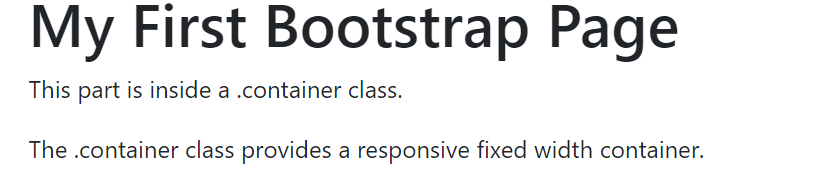 My First Bootstrap Page
This part is inside a .container class.
The .container class provides a responsive fixed width container.